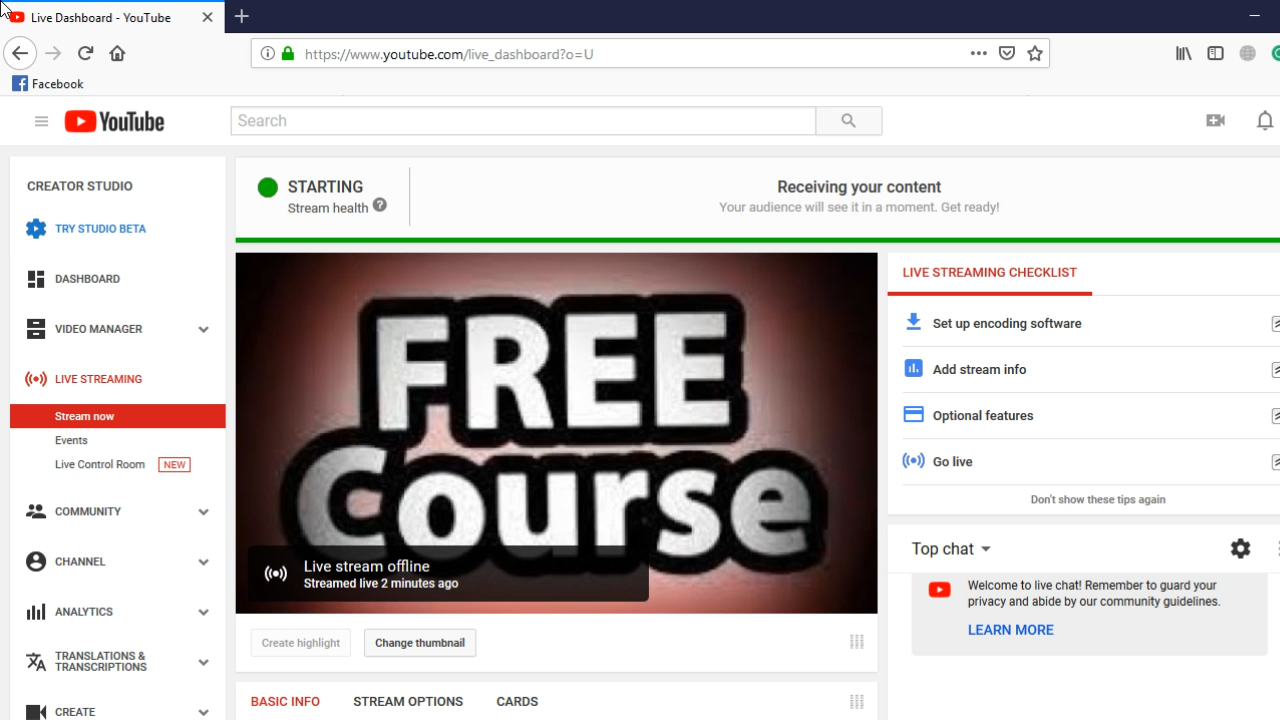 Live Dashboard - YouTube
https://www.youtube.com/live_dashboard?o=U
Facebook
YouTube
Search
CREATOR STUDIO
TRY STUDIO BETA
DASHBOARD
VIDEO MANAGER
LIVE STREAMING
Stream now
Events
Live Control Room NEW
COMMUNITY
CHANNEL
ANALYTICS
TRANSLATIONS &
TRANSCRIPTIONS
CREATE
STARTING
Stream health
Receiving your content
Your audience will see it in a moment. Get ready!
FREE
Course
Live stream offline
Streamed live 2 minutes ago
Create highlight
Change thumbnail
BASIC INFO
STREAM OPTIONS
CARDS
LIVE STREAMING CHECKLIST
Set up encoding software
Add stream info
Optional features
Go live
Don't show these tips again
Top chat
Welcome to live chat! Remember to guard your
privacy and abide by our community guidelines.
LEARN MORE